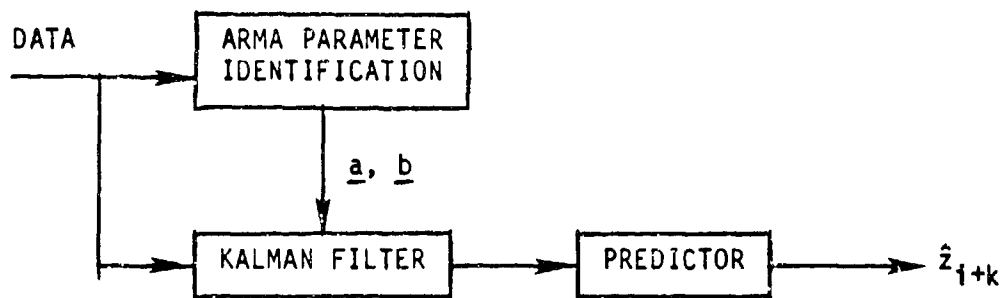 DATA
ARMA PARAMETER
IDENTIFICATION
a, b
KALMAN FILTER
PREDICTOR
ẑi+k